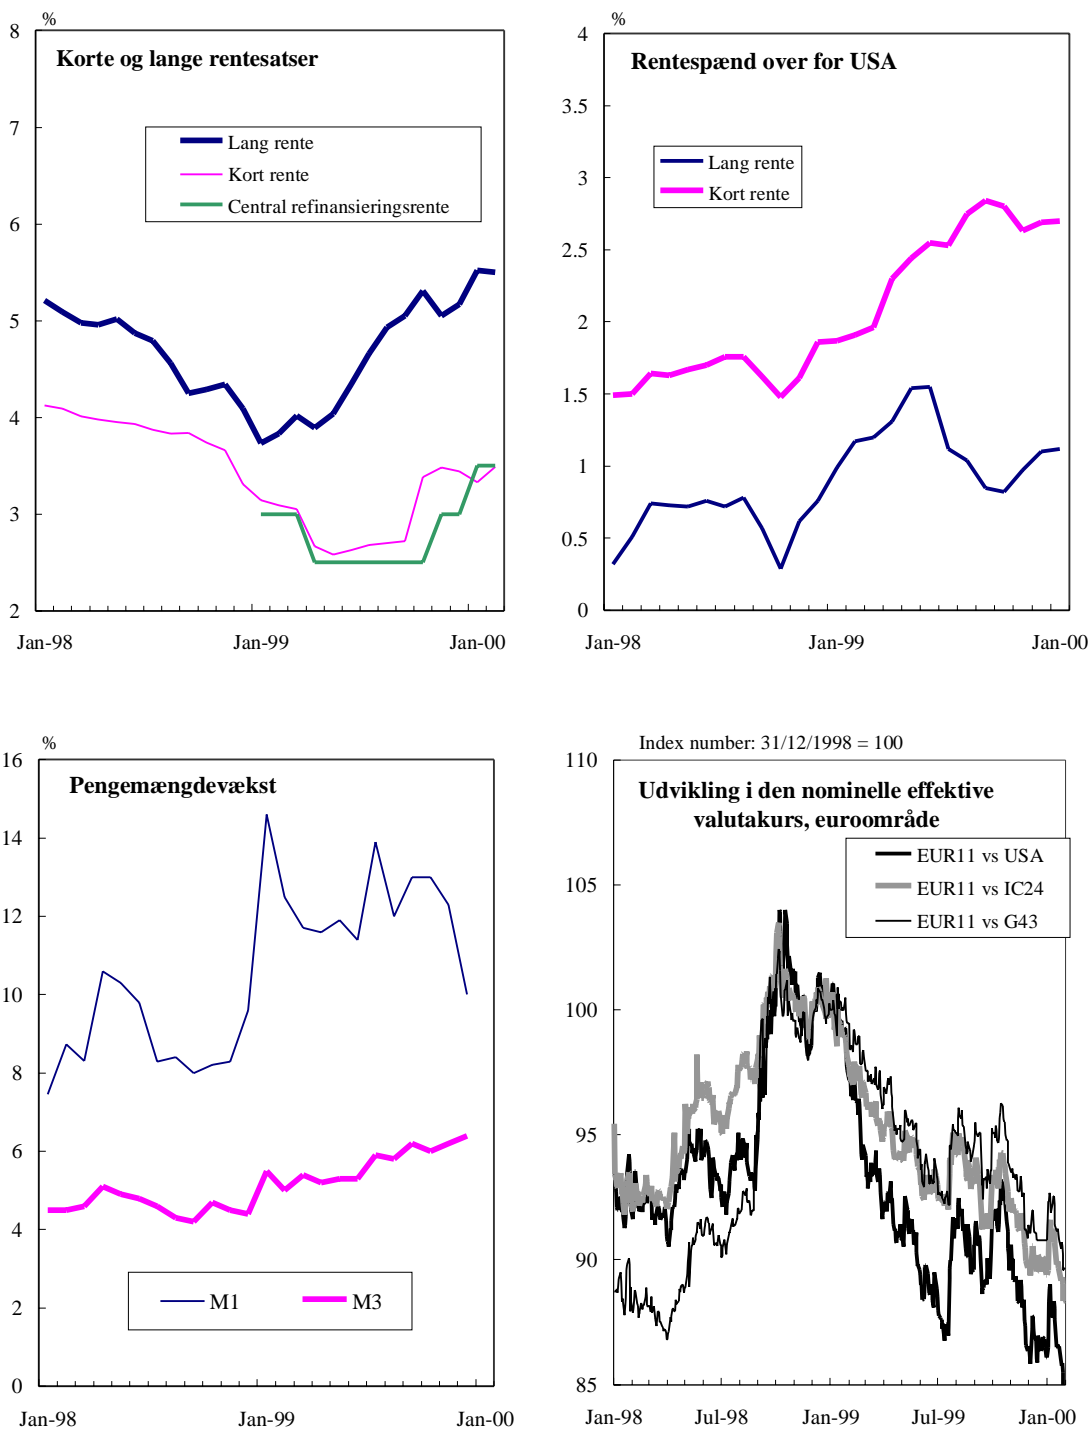 %
8
7
6
5
4
3
2
Korte og lange rentesatser
Lang rente
Kort rente
Central refinansieringsrente
Jan-98 Jan-99 Jan-00
%
4
3.5
3
2.5
2
1.5
1
0.5
0
Rentespænd over for USA
Lang rente
Kort rente
Jan-98 Jan-99 Jan-00
%
16
14
12
10
8
6
4
2
0
Pengemængdevækst
M1 M3
Jan-98 Jan-99 Jan-00
Index number: 31/12/1998 = 100
110
105
100
95
90
85
Udvikling i den nominelle effektive
valutakurs, euroområde
EUR11 vs USA
EUR11 vs IC24
EUR11 vs G43
Jan-98 Jul-98 Jan-99 Jul-99 Jan-00